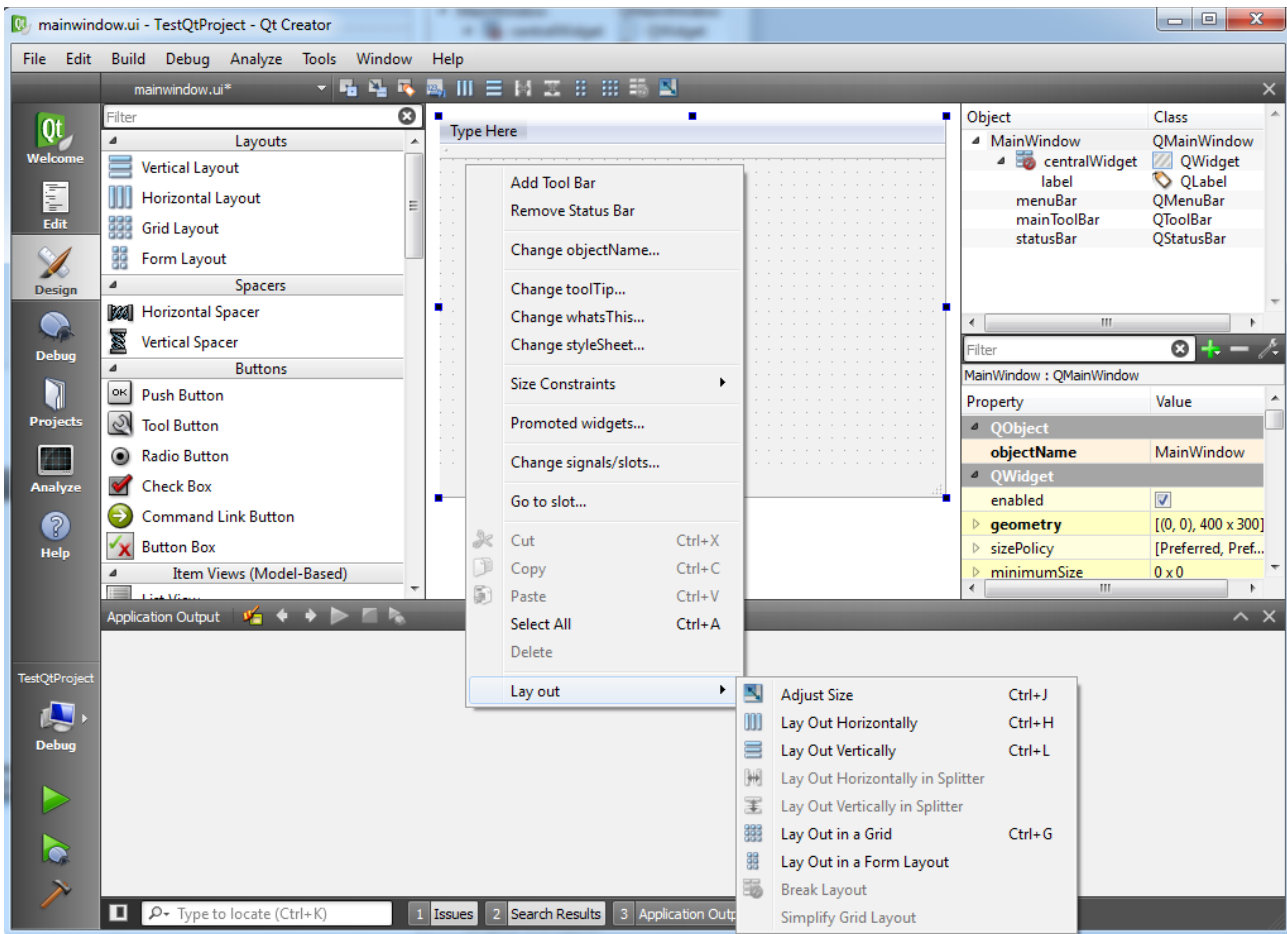 mainwindow.ui - TestQtProject - Qt Creator
File Edit Build Debug Analyze Tools Window Help
mainwindow.ui*
Qt
Welcome
Edit
Design
Debug
Projects
Analyze
Help
TestQtProject
Debug
Filter
Layouts
Vertical Layout
Horizontal Layout
Grid Layout
Form Layout
Spacers
Horizontal Spacer
Vertical Spacer
Buttons
OK Push Button
Tool Button
Radio Button
Check Box
Command Link Button
Button Box
Item Views (Model-Based)
List View
Type Here
Add Tool Bar
Remove Status Bar
Change objectName...
Change toolTip...
Change whatsThis...
Change styleSheet...
Size Constraints
Promoted widgets...
Change signals/slots...
Go to slot...
Cut Ctrl+X
Copy Ctrl+C
Paste Ctrl+V
Select All Ctrl+A
Delete
Lay out
Adjust Size Ctrl+J
Lay Out Horizontally Ctrl+H
Lay Out Vertically Ctrl+L
Lay Out Horizontally in Splitter
Lay Out Vertically in Splitter
Lay Out in a Grid Ctrl+G
Lay Out in a Form Layout
Break Layout
Simplify Grid Layout
Object Class
MainWindow QMainWindow
centralWidget QWidget
label QLabel
menuBar QMenuBar
mainToolBar QToolBar
statusBar QStatusBar
Filter
MainWindow : QMainWindow
Property Value
QObject
objectName MainWindow
QWidget
enabled
geometry [(0, 0), 400 x 300]
sizePolicy [Preferred, Pref...
minimumSize 0 x 0
Application Output
Type to locate (Ctrl+K)
1 Issues 2 Search Results 3 Application Outp